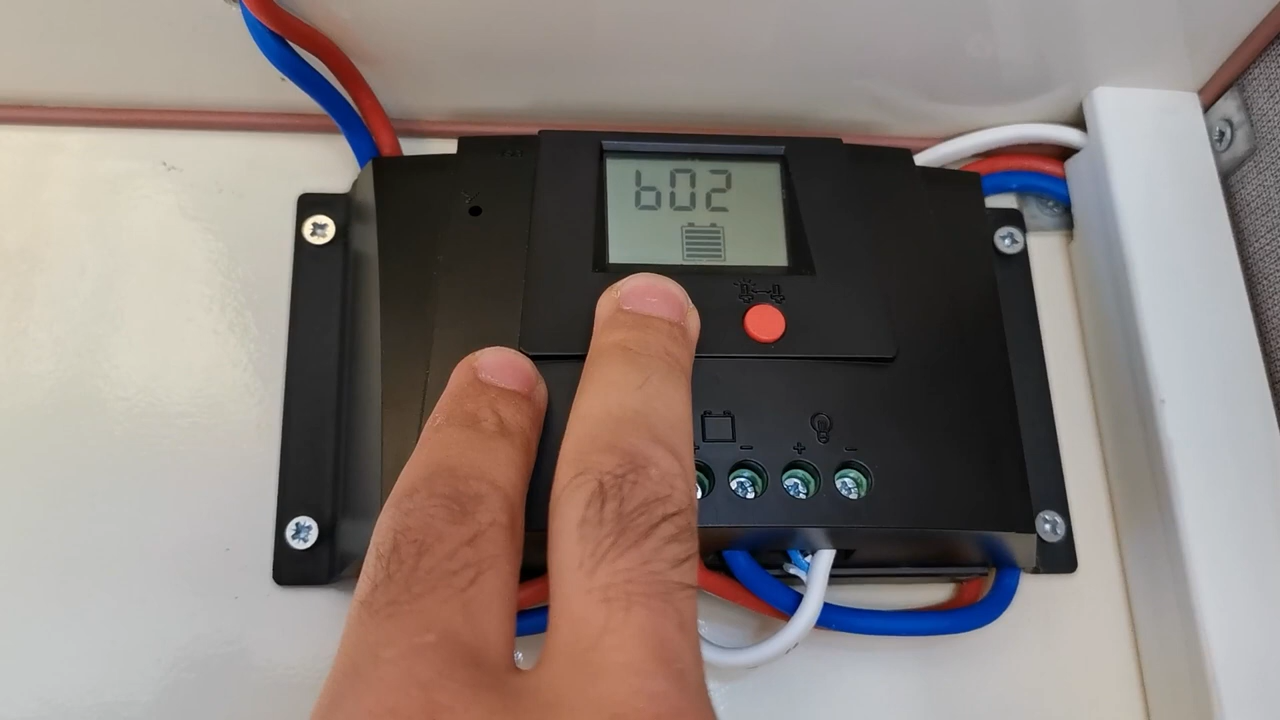 b02
+ -
+ -